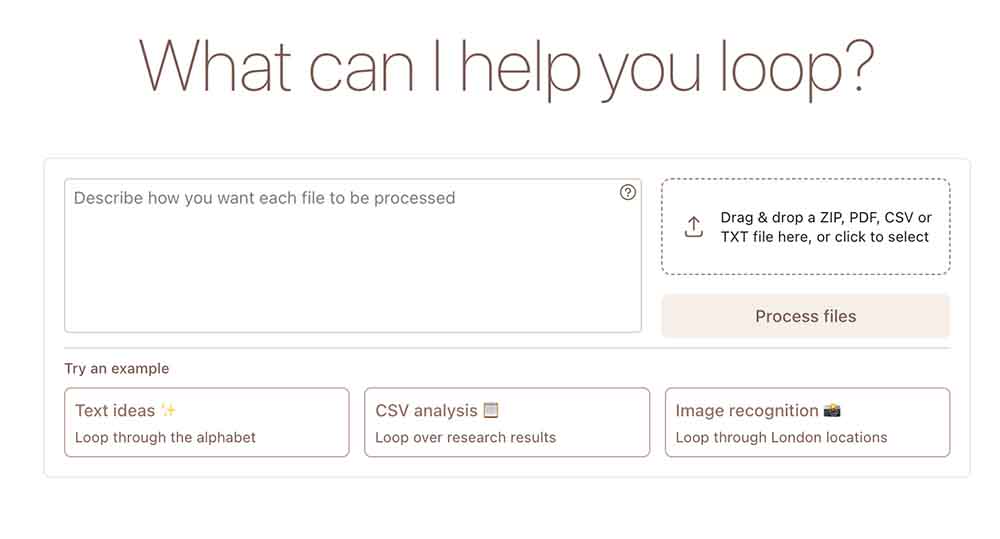 What can I help you loop?
Describe how you want each file to be processed
?
Drag & drop a ZIP, PDF, CSV or
TXT file here, or click to select
Process files
Try an example
Text ideas ✨
Loop through the alphabet
CSV analysis 🗒️
Loop over research results
Image recognition 📸
Loop through London locations